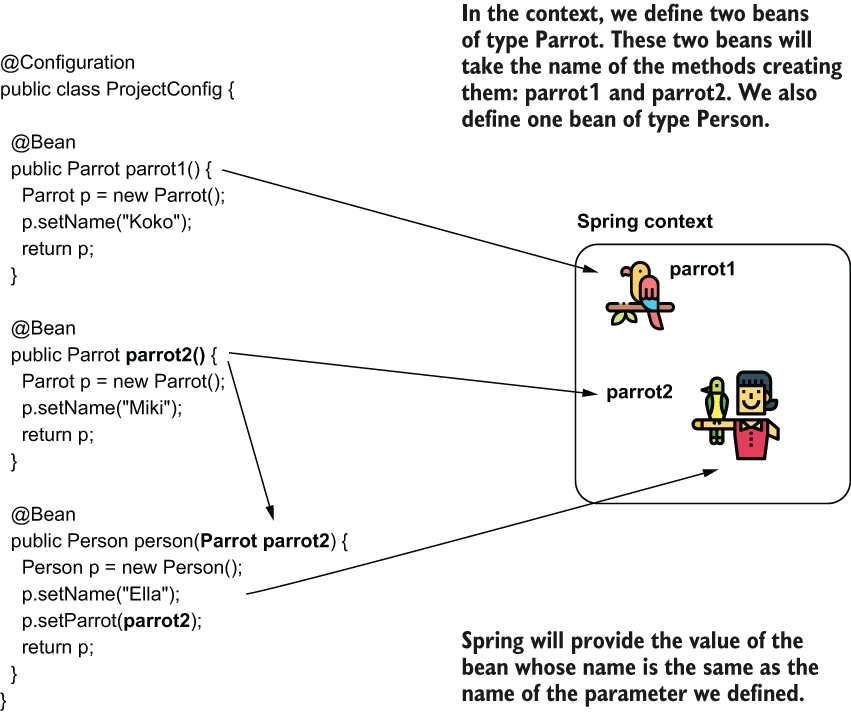 In the context, we define two beans
of type Parrot. These two beans will
take the name of the methods creating
them: parrot1 and parrot2. We also
define one bean of type Person.
@Configuration
public class ProjectConfig {
@Bean
public Parrot parrot1() {
Parrot p = new Parrot();
p.setName("Koko");
return p;
}
@Bean
public Parrot parrot2() {
Parrot p = new Parrot();
p.setName("Miki");
return p;
}
@Bean
public Person person(Parrot parrot2) {
Person p = new Person();
p.setName("Ella");
p.setParrot(parrot2);
return p;
}
}
Spring context
parrot1
parrot2
Spring will provide the value of the
bean whose name is the same as the
name of the parameter we defined.